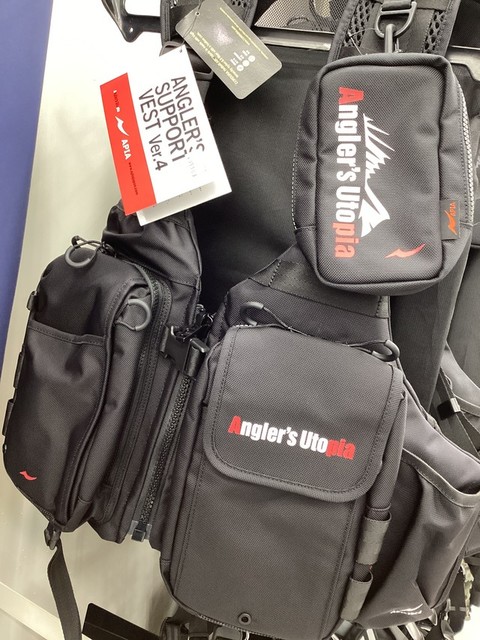 ANGLER'S
SUPPORT
VEST Ver.4
APIA
Angler's Utopia
Angler's Utopia